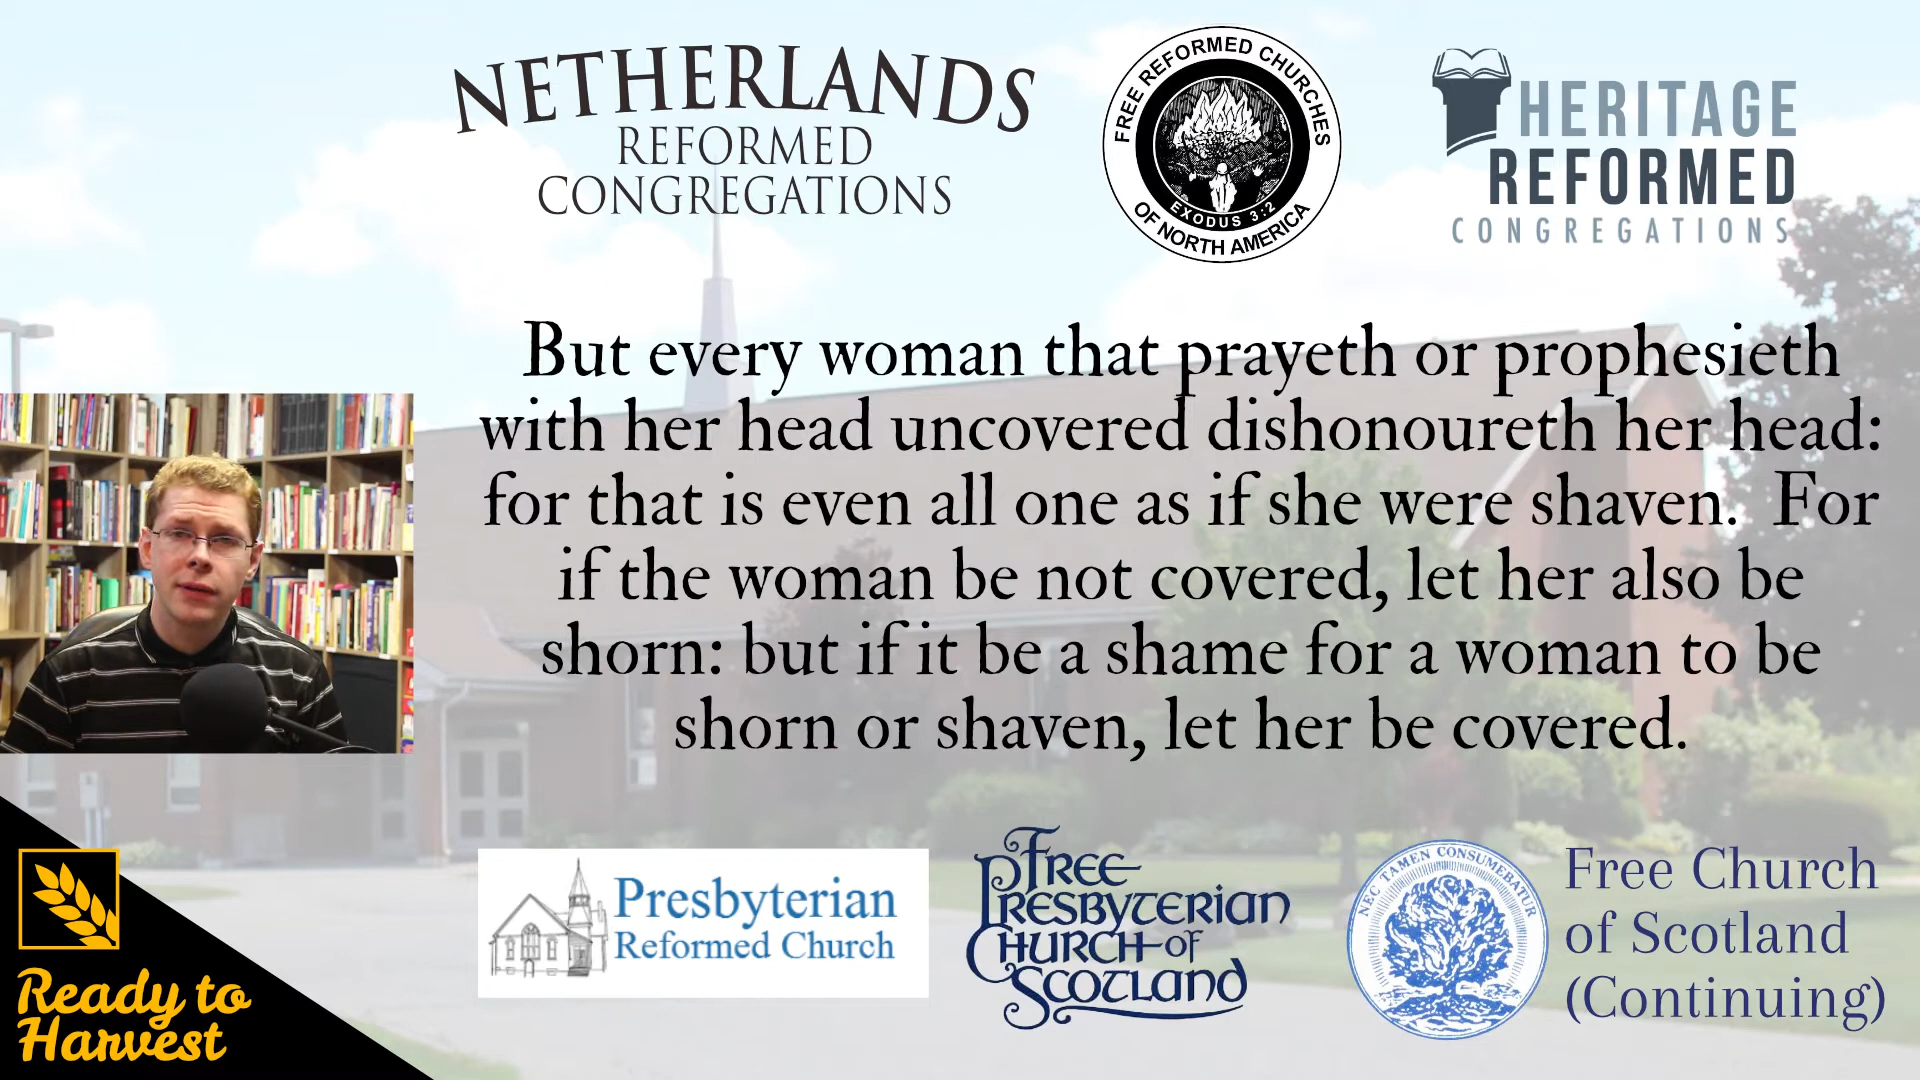 NETHERLANDS
REFORMED
CONGREGATIONS
FREE REFORMED CHURCHES
OF NORTH AMERICA
EXODUS 3:2
HERITAGE
REFORMED
CONGREGATIONS
But every woman that prayeth or prophesieth
with her head uncovered dishonoureth her head:
for that is even all one as if she were shaven. For
if the woman be not covered, let her also be
shorn: but if it be a shame for a woman to be
shorn or shaven, let her be covered.
Presbyterian
Reformed Church
FREE
PRESBYTERIAN
CHURCH OF
SCOTLAND
NEC TAMEN CONSUMEBATUR
Free Church
of Scotland
(Continuing)
Ready to
Harvest